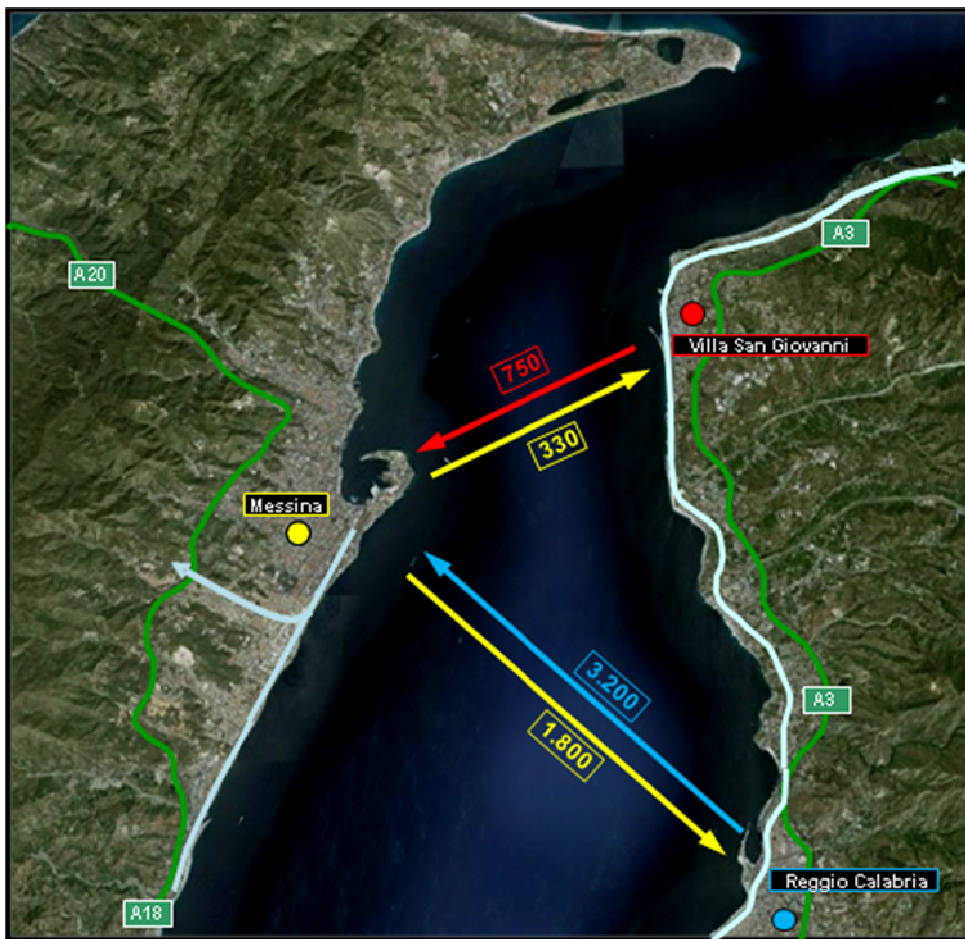 A3
A20
Villa San Giovanni
750
330
Messina
3.200
A3
1.800
Reggio Calabria
A18